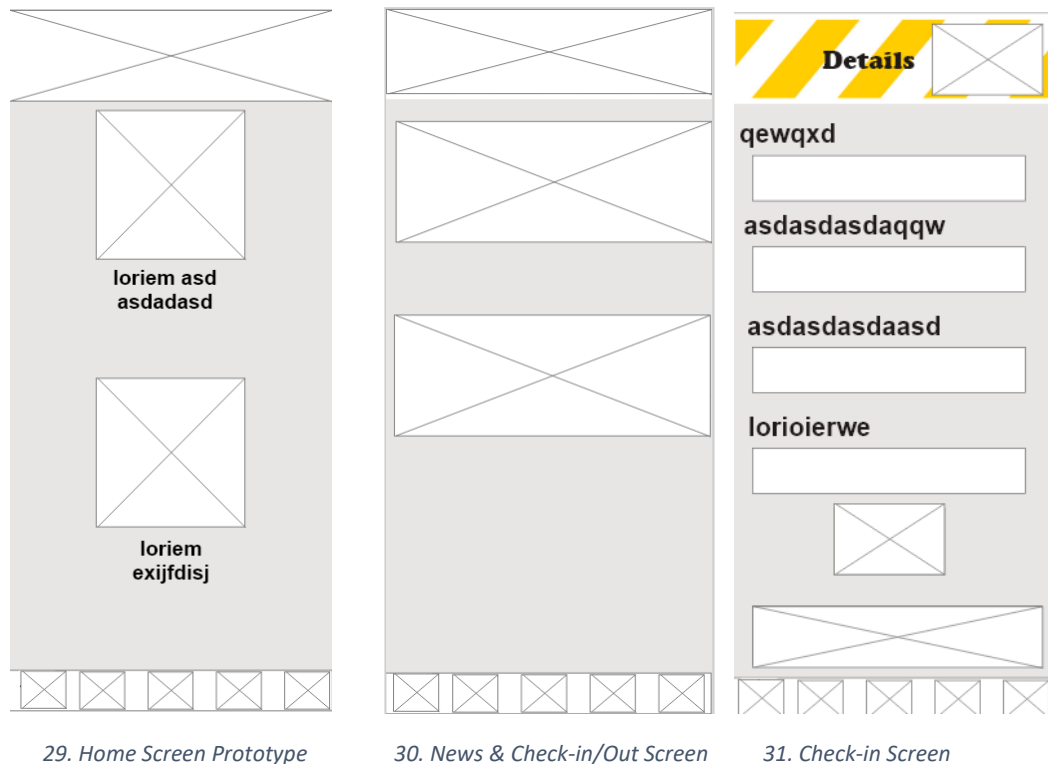 loriem asd
asdadasd
loriem
exijfdisj
Details
qewqxd
asdasdasdaqqw
asdasdasdaasd
lorioierwe
29. Home Screen Prototype
30. News & Check-in/Out Screen
31. Check-in Screen